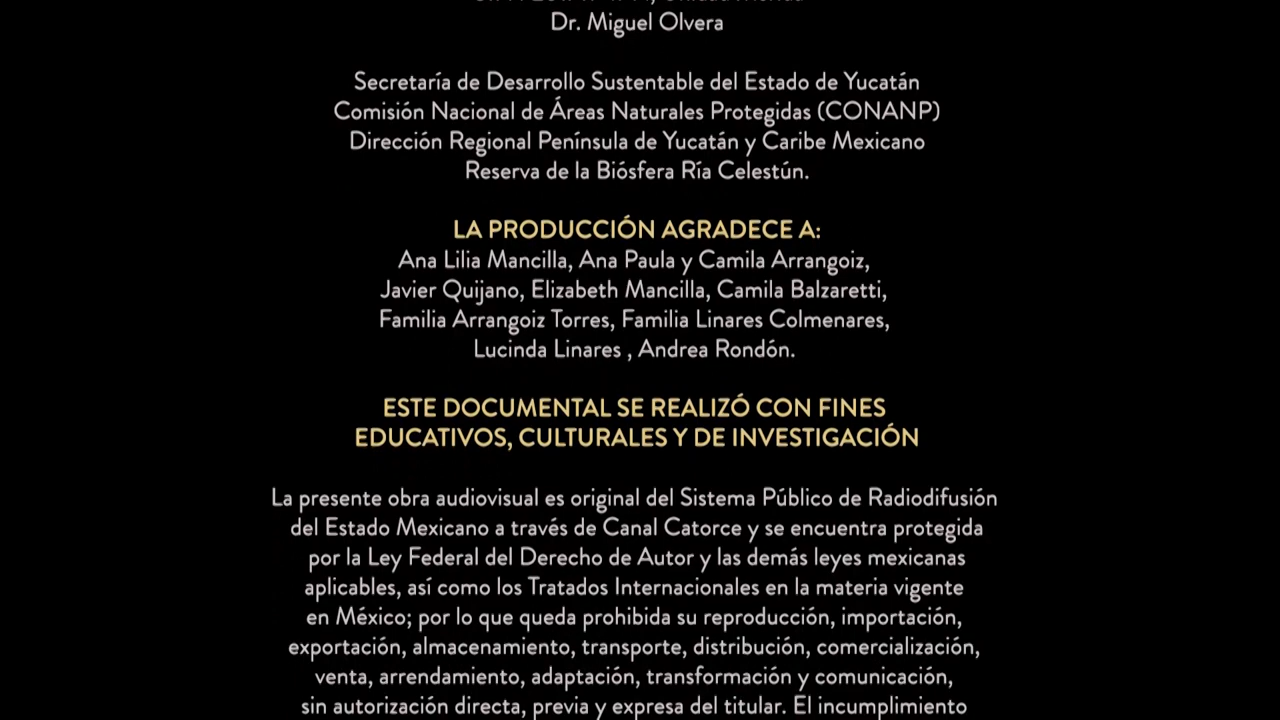 Dr. Miguel Olvera
Secretaría de Desarrollo Sustentable del Estado de Yucatán
Comisión Nacional de Áreas Naturales Protegidas (CONANP)
Dirección Regional Península de Yucatán y Caribe Mexicano
Reserva de la Biósfera Ría Celestún.
LA PRODUCCIÓN AGRADECE A:
Ana Lilia Mancilla, Ana Paula y Camila Arrangoiz,
Javier Quijano, Elizabeth Mancilla, Camila Balzaretti,
Familia Arrangoiz Torres, Familia Linares Colmenares,
Lucinda Linares , Andrea Rondón.
ESTE DOCUMENTAL SE REALIZÓ CON FINES
EDUCATIVOS, CULTURALES Y DE INVESTIGACIÓN
La presente obra audiovisual es original del Sistema Público de Radiodifusión
del Estado Mexicano a través de Canal Catorce y se encuentra protegida
por la Ley Federal del Derecho de Autor y las demás leyes mexicanas
aplicables, así como los Tratados Internacionales en la materia vigente
en México; por lo que queda prohibida su reproducción, importación,
exportación, almacenamiento, transporte, distribución, comercialización,
venta, arrendamiento, adaptación, transformación y comunicación,
sin autorización directa, previa y expresa del titular. El incumplimiento